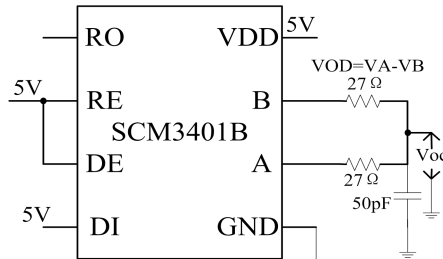 RO
VDD
5V
VOD=VA-VB
27Ω
5V
RE
B
SCM3401B
DE
A
27Ω
5V
DI
GND
50pF